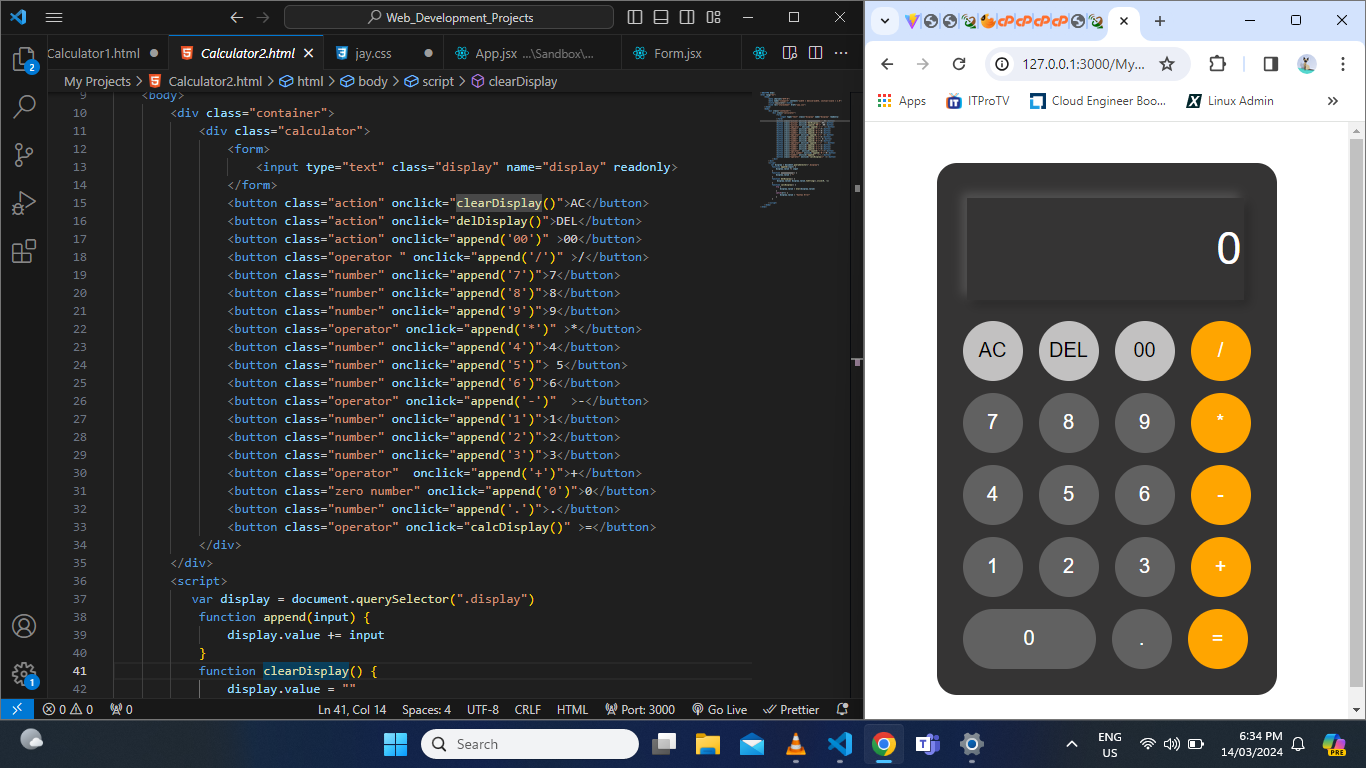 Web_Development_Projects
Calculator1.html
Calculator2.html
jay.css
App.jsx ...\Sandbox\...
Form.jsx
My Projects > Calculator2.html > html > body > script > clearDisplay
9 <body>
10 <div class="container">
11 <div class="calculator">
12 <form>
13 <input type="text" class="display" name="display" readonly>
14 </form>
15 <button class="action" onclick="clearDisplay()">AC</button>
16 <button class="action" onclick="delDisplay()">DEL</button>
17 <button class="action" onclick="append('00')" >00</button>
18 <button class="operator " onclick="append('/')" >/</button>
19 <button class="number" onclick="append('7')">7</button>
20 <button class="number" onclick="append('8')">8</button>
21 <button class="number" onclick="append('9')">9</button>
22 <button class="operator" onclick="append('*')" >*</button>
23 <button class="number" onclick="append('4')">4</button>
24 <button class="number" onclick="append('5')"> 5</button>
25 <button class="number" onclick="append('6')">6</button>
26 <button class="operator" onclick="append('-')"  >-</button>
27 <button class="number" onclick="append('1')">1</button>
28 <button class="number" onclick="append('2')">2</button>
29 <button class="number" onclick="append('3')">3</button>
30 <button class="operator"  onclick="append('+')">+</button>
31 <button class="zero number" onclick="append('0')">0</button>
32 <button class="number" onclick="append('.')">.</button>
33 <button class="operator" onclick="calcDisplay()" >=</button>
34 </div>
35 </div>
36 <script>
37 var display = document.querySelector(".display")
38 function append(input) {
39 display.value += input
40 }
41 function clearDisplay() {
42 display.value = ""
2
1
0 0 0
Ln 41, Col 14
Spaces: 4
UTF-8
CRLF
HTML
Port: 3000
Go Live
Prettier
127.0.0.1:3000/My...
Apps
ITProTV
Cloud Engineer Boo...
Linux Admin
0
AC DEL 00 /
7 8 9 *
4 5 6 -
1 2 3 +
0 . =
Search
ENG
US
6:34 PM
14/03/2024
PRE